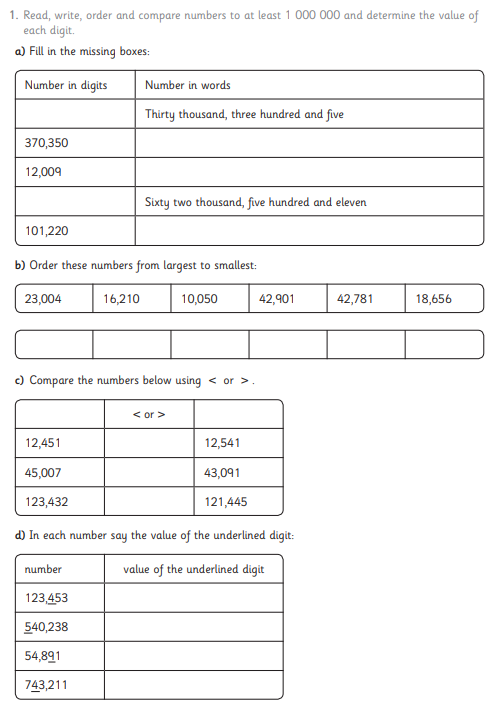 1. Read, write, order and compare numbers to at least 1 000 000 and determine the value of
each digit.
a) Fill in the missing boxes:
Number in digits Number in words
Thirty thousand, three hundred and five
370,350
12,009
Sixty two thousand, five hundred and eleven
101,220
b) Order these numbers from largest to smallest:
23,004 16,210 10,050 42,901 42,781 18,656
c) Compare the numbers below using < or > .
< or >
12,451 12,541
45,007 43,091
123,432 121,445
d) In each number say the value of the underlined digit:
number value of the underlined digit
123,453
540,238
54,891
743,211